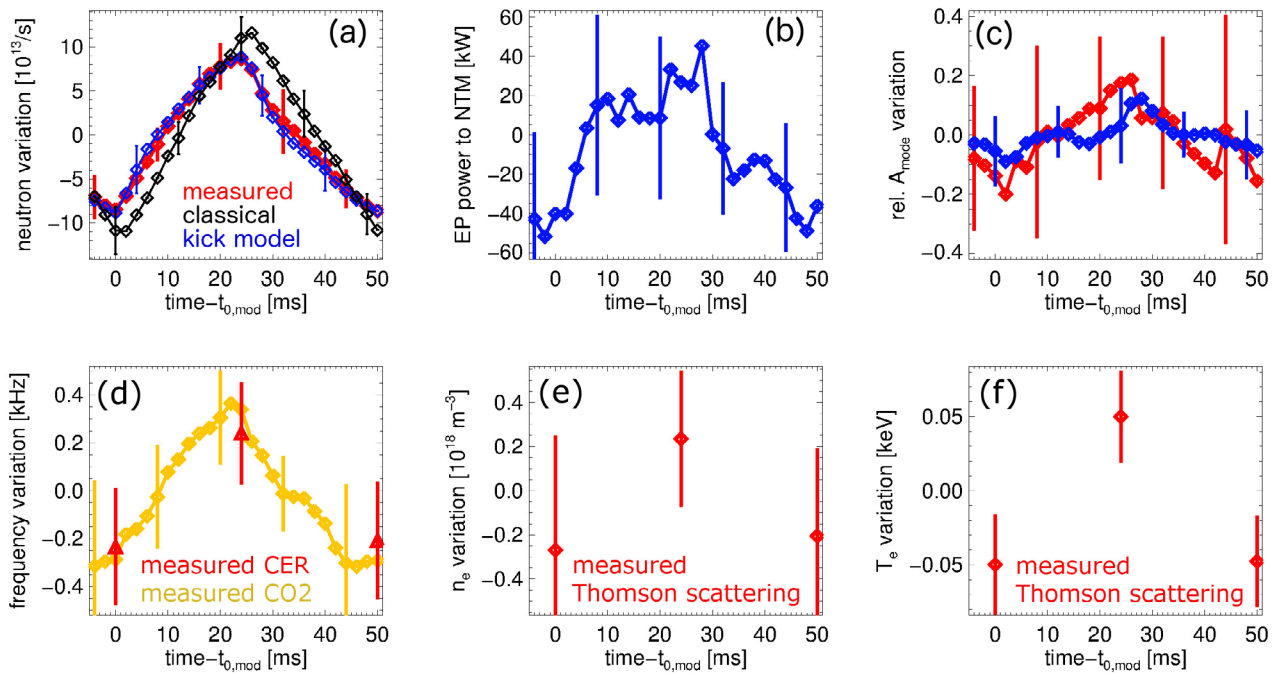 (a)
neutron variation [10¹³/s]
10
5
0
−5
−10
measured
classical
kick model
0 10 20 30 40 50
time−t₀,mod [ms]
(b)
EP power to NTM [kW]
60
40
20
0
−20
−40
−60
0 10 20 30 40 50
time−t₀,mod [ms]
(c)
rel. Amode variation
0.4
0.2
0.0
−0.2
−0.4
0 10 20 30 40 50
time−t₀,mod [ms]
(d)
frequency variation [kHz]
0.4
0.2
0.0
−0.2
−0.4
measured CER
measured CO2
0 10 20 30 40 50
time−t₀,mod [ms]
(e)
nₑ variation [10¹⁸ m⁻³]
0.4
0.2
0.0
−0.2
−0.4
measured
Thomson scattering
0 10 20 30 40 50
time−t₀,mod [ms]
(f)
Tₑ variation [keV]
0.05
0.00
−0.05
measured
Thomson scattering
0 10 20 30 40 50
time−t₀,mod [ms]